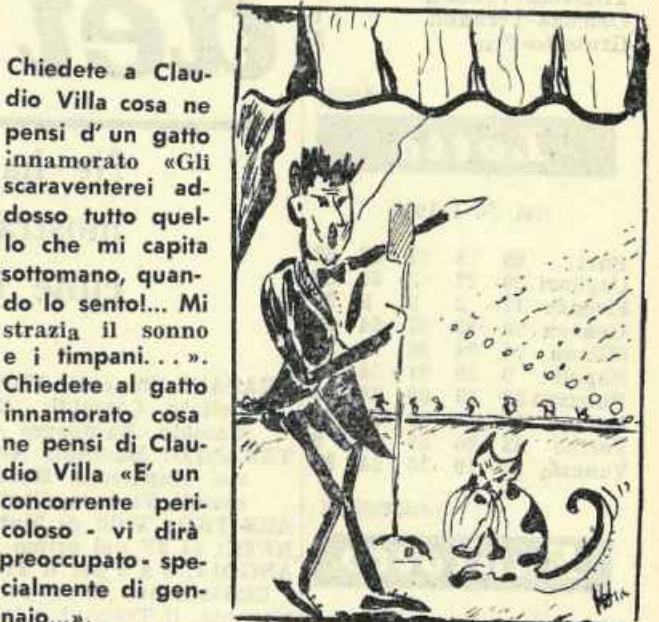 Chiedete a Clau-
dio Villa cosa ne
pensi d'un gatto
innamorato «Gli
scaraventerei ad-
dosso tutto quel-
lo che mi capita
sottomano, quan-
do lo sento!... Mi
strazia il sonno
e i timpani...».
Chiedete al gatto
innamorato cosa
ne pensi di Clau-
dio Villa «E' un
concorrente peri-
coloso - vi dirà
preoccupato - spe-
cialmente di gen-
naio...».